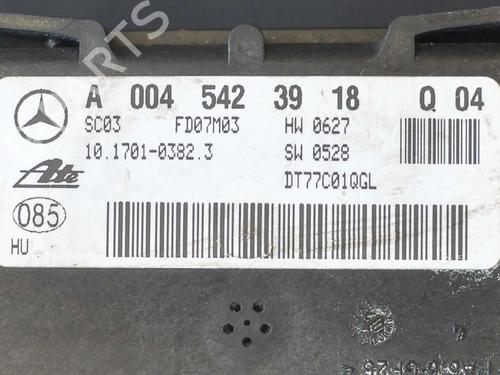 A 004 542 39 18 Q 04
SC03 FD07M03 HW 0627
10.1701-0382.3 SW 0528
Ate DT77C01QGL
085
HU